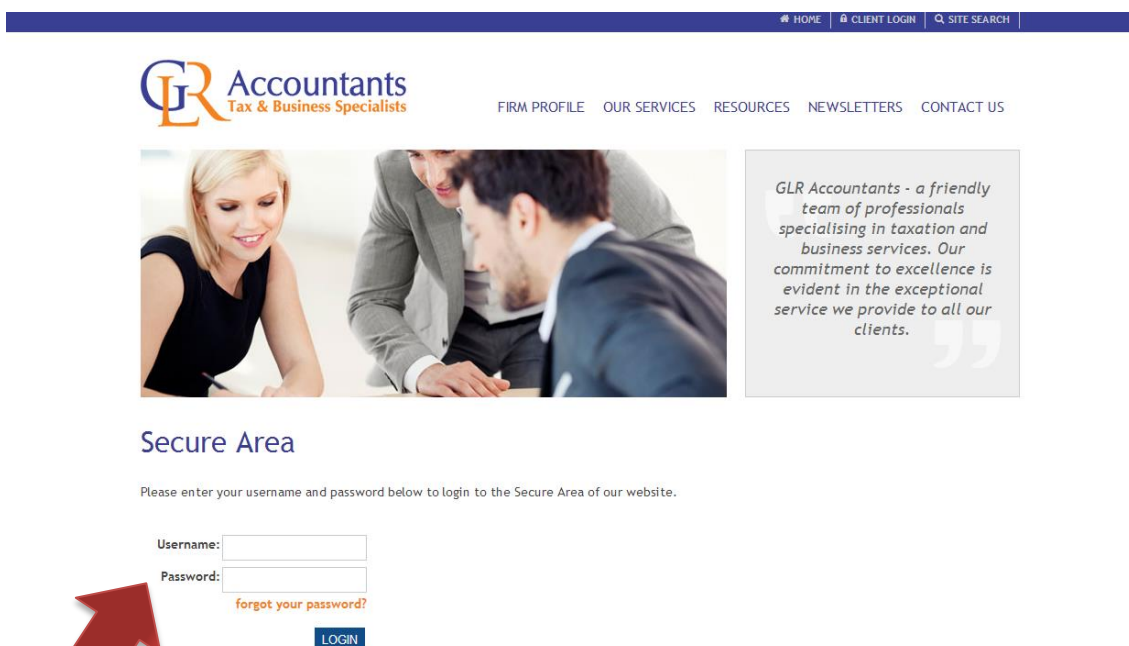 HOME CLIENT LOGIN SITE SEARCH
GLR Accountants
Tax & Business Specialists
FIRM PROFILE OUR SERVICES RESOURCES NEWSLETTERS CONTACT US
GLR Accountants - a friendly
team of professionals
specialising in taxation and
business services. Our
commitment to excellence is
evident in the exceptional
service we provide to all our
clients.
Secure Area
Please enter your username and password below to login to the Secure Area of our website.
Username:
Password:
forgot your password?
LOGIN